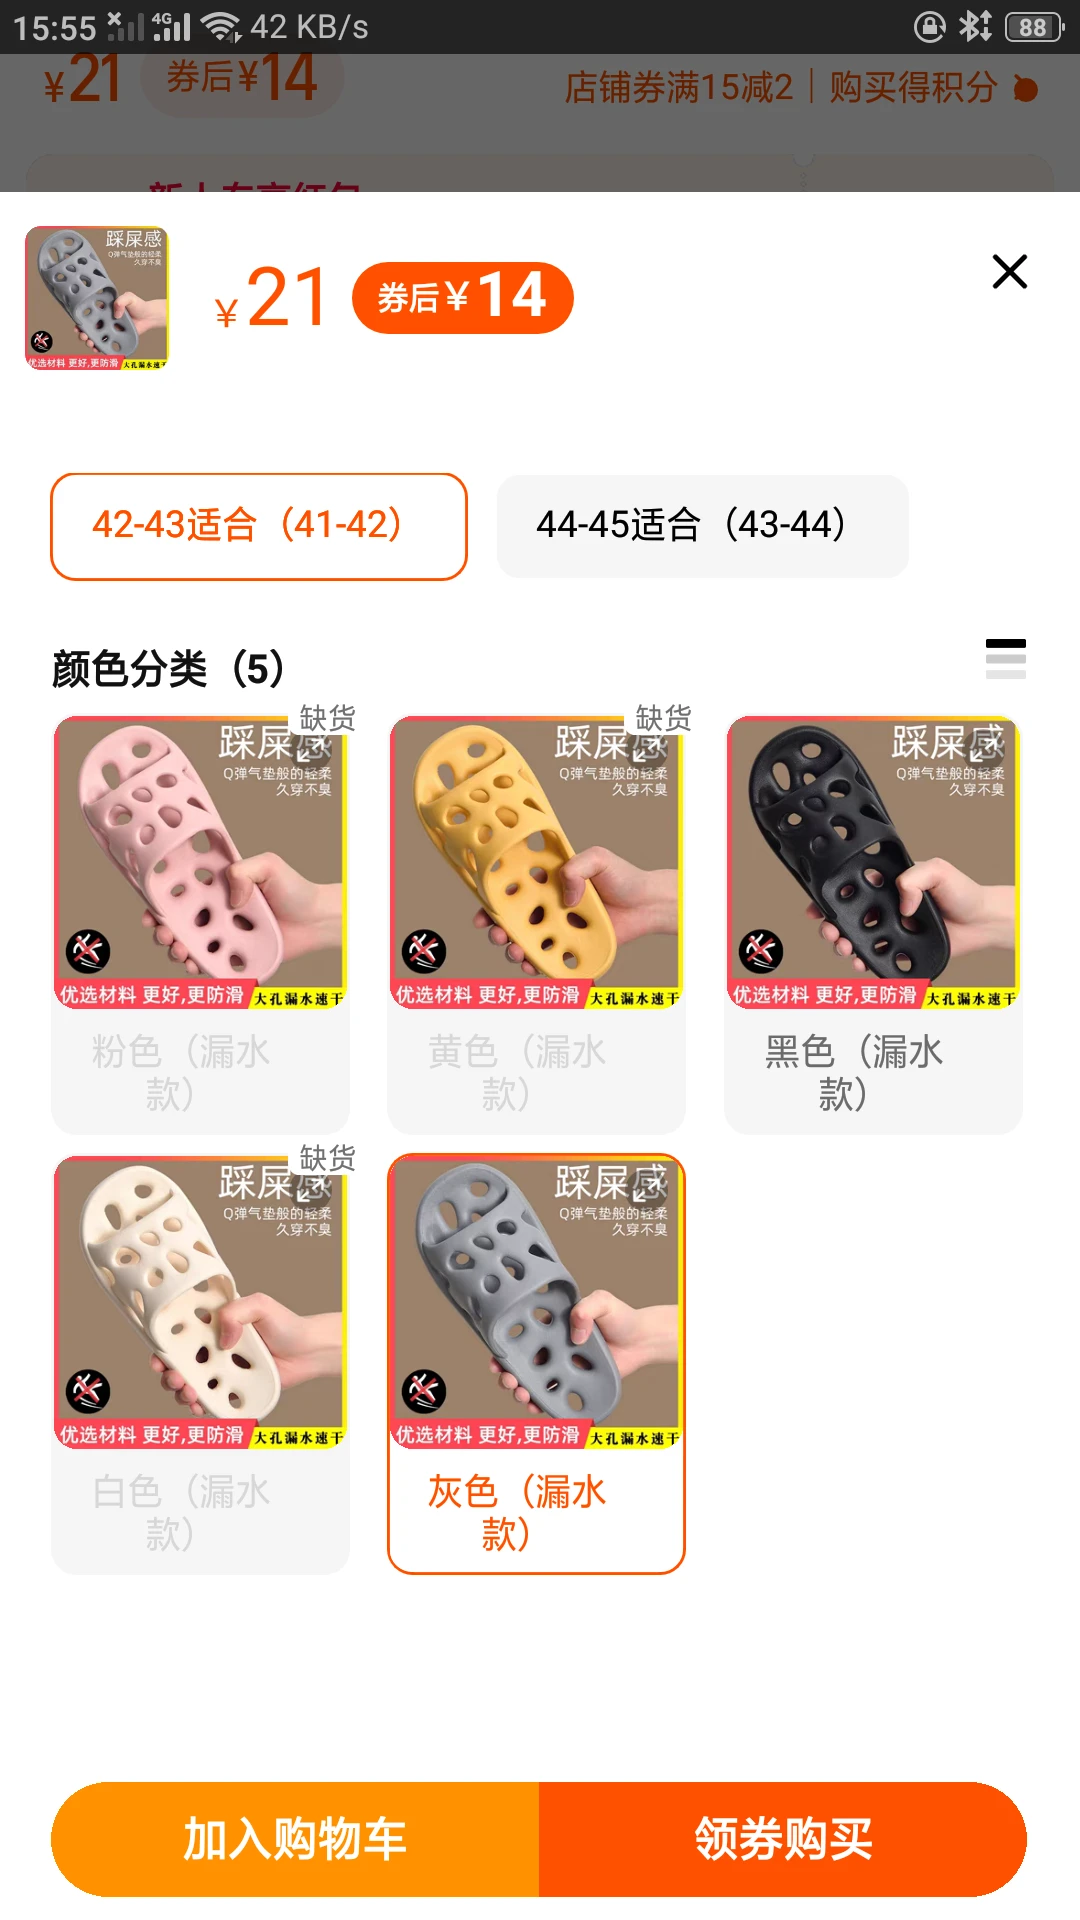 15:55 4G 42 KB/s 88
¥21 券后¥14 店铺券满15减2 购买得积分
踩屎感
Q弹气垫般的轻柔
久穿不臭
优选材料 更好,更防滑 大孔漏水速干
¥21 券后¥14
42-43适合（41-42） 44-45适合（43-44）
颜色分类（5）
缺货
踩屎感
Q弹气垫般的轻柔
久穿不臭
优选材料 更好,更防滑 大孔漏水速干
粉色（漏水
款）
缺货
踩屎感
Q弹气垫般的轻柔
久穿不臭
优选材料 更好,更防滑 大孔漏水速干
黄色（漏水
款）
踩屎感
Q弹气垫般的轻柔
久穿不臭
优选材料 更好,更防滑 大孔漏水速干
黑色（漏水
款）
缺货
踩屎感
Q弹气垫般的轻柔
久穿不臭
优选材料 更好,更防滑 大孔漏水速干
白色（漏水
款）
踩屎感
Q弹气垫般的轻柔
久穿不臭
优选材料 更好,更防滑 大孔漏水速干
灰色（漏水
款）
加入购物车 领券购买